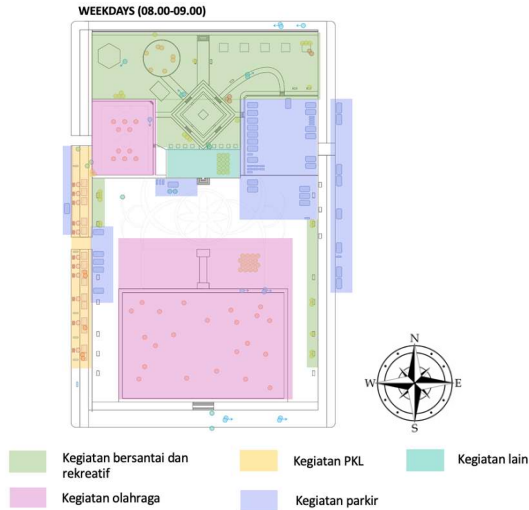 WEEKDAYS (08.00-09.00)
N
W
E
S
Kegiatan bersantai dan
rekreatif
Kegiatan PKL
Kegiatan lain
Kegiatan olahraga
Kegiatan parkir